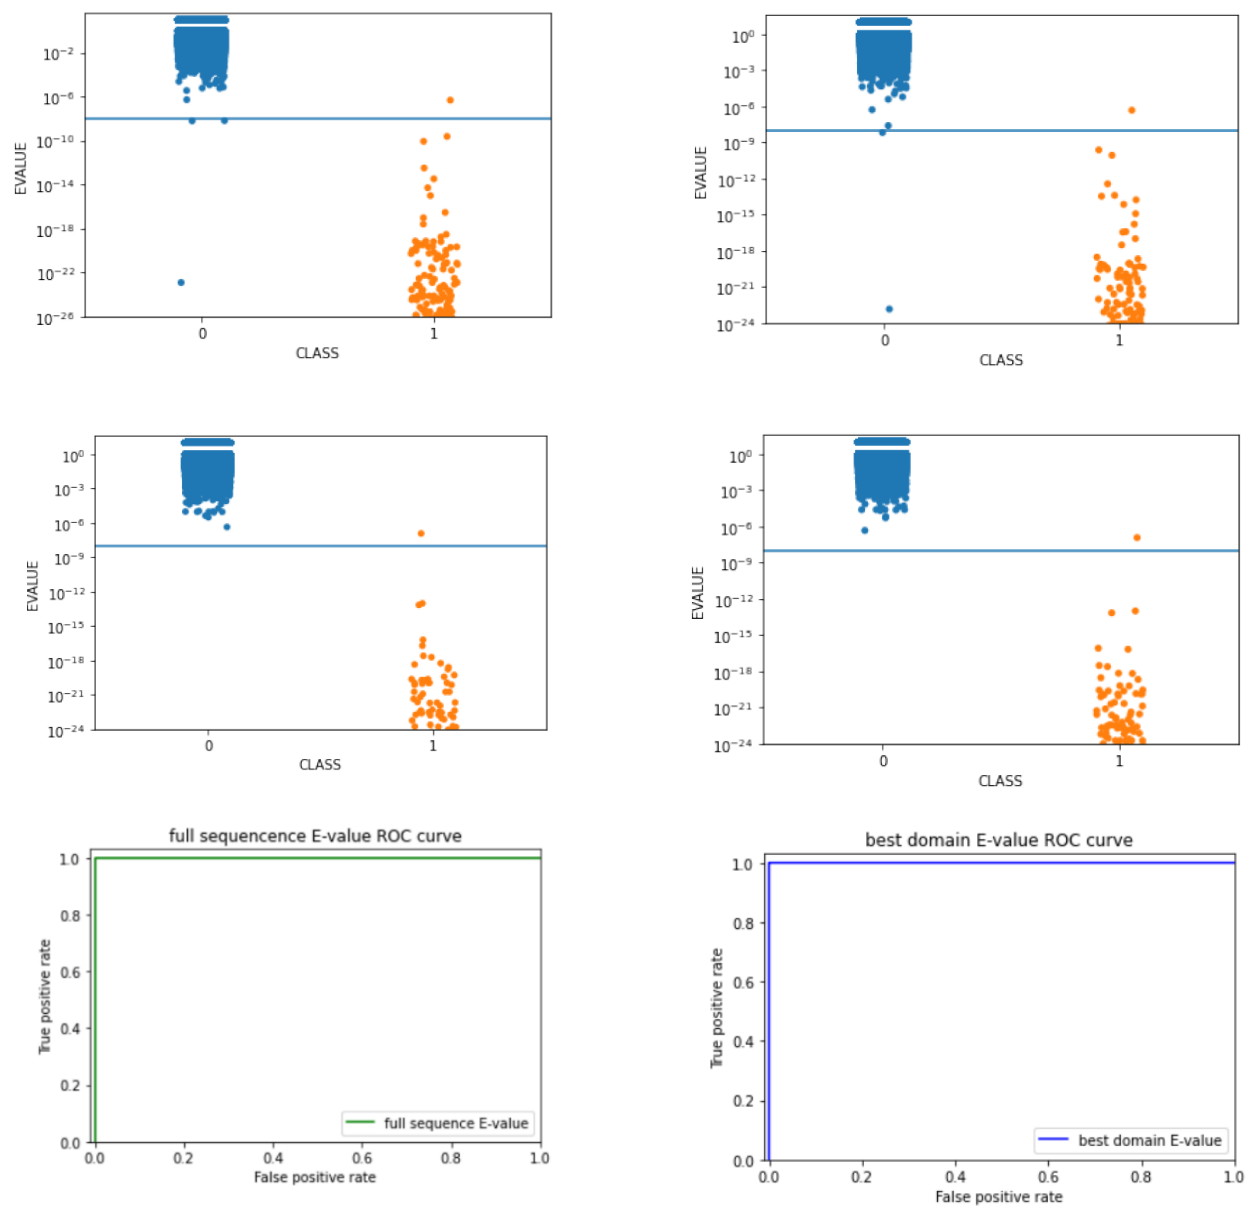 10⁻²
10⁻⁶
10⁻¹⁰
10⁻¹⁴
10⁻¹⁸
10⁻²²
10⁻²⁶
EVALUE
0 1
CLASS
10⁰
10⁻³
10⁻⁶
10⁻⁹
10⁻¹²
10⁻¹⁵
10⁻¹⁸
10⁻²¹
10⁻²⁴
EVALUE
0 1
CLASS
10⁰
10⁻³
10⁻⁶
10⁻⁹
10⁻¹²
10⁻¹⁵
10⁻¹⁸
10⁻²¹
10⁻²⁴
EVALUE
0 1
CLASS
10⁰
10⁻³
10⁻⁶
10⁻⁹
10⁻¹²
10⁻¹⁵
10⁻¹⁸
10⁻²¹
10⁻²⁴
EVALUE
0 1
CLASS
full sequencence E-value ROC curve
1.0
0.8
0.6
0.4
0.2
0.0
True positive rate
full sequence E-value
0.0 0.2 0.4 0.6 0.8 1.0
False positive rate
best domain E-value ROC curve
1.0
0.8
0.6
0.4
0.2
0.0
True positive rate
best domain E-value
0.0 0.2 0.4 0.6 0.8 1.0
False positive rate